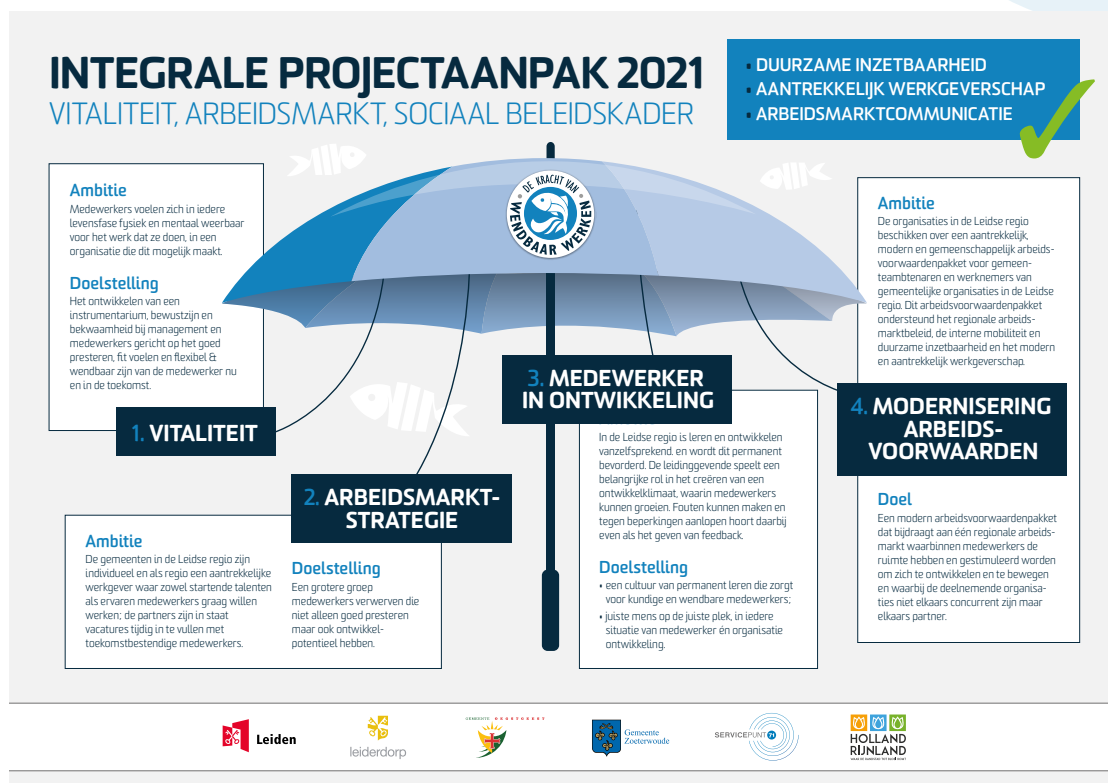 INTEGRALE PROJECTAANPAK 2021
VITALITEIT, ARBEIDSMARKT, SOCIAAL BELEIDSKADER
• DUURZAME INZETBAARHEID
• AANTREKKELIJK WERKGEVERSCHAP
• ARBEIDSMARKTCOMMUNICATIE
• DE KRACHT VAN •
WENDBAAR WERKEN
Ambitie
Medewerkers voelen zich in iedere
levensfase fysiek en mentaal weerbaar
voor het werk dat ze doen, in een
organisatie die dit mogelijk maakt.
Doelstelling
Het ontwikkelen van een
instrumentarium, bewustzijn en
bekwaamheid bij management en
medewerkers gericht op het goed
presteren, fit voelen en flexibel &
wendbaar zijn van de medewerker nu
en in de toekomst.
1. VITALITEIT
2. ARBEIDSMARKT-
STRATEGIE
Ambitie
De gemeenten in de Leidse regio zijn
individueel en als regio een aantrekkelijke
werkgever waar zowel startende talenten
als ervaren medewerkers graag willen
werken; de partners zijn in staat
vacatures tijdig in te vullen met
toekomstbestendige medewerkers.
Doelstelling
Een grotere groep
medewerkers verwerven die
niet alleen goed presteren
maar ook ontwikkel-
potentieel hebben.
3. MEDEWERKER
IN ONTWIKKELING
In de Leidse regio is leren en ontwikkelen
vanzelfsprekend. en wordt dit permanent
bevorderd. De leidinggevende speelt een
belangrijke rol in het creëren van een
ontwikkelklimaat, waarin medewerkers
kunnen groeien. Fouten kunnen maken en
tegen beperkingen aanlopen hoort daarbij
even als het geven van feedback.
Doelstelling
• een cultuur van permanent leren die zorgt
voor kundige en wendbare medewerkers;
• juiste mens op de juiste plek, in iedere
situatie van medewerker én organisatie
ontwikkeling.
Ambitie
De organisaties in de Leidse regio
beschikken over een aantrekkelijk,
modern en gemeenschappelijk arbeids-
voorwaardenpakket voor gemeen-
teambtenaren en werknemers van
gemeentelijke organisaties in de Leidse
regio. Dit arbeidsvoorwaardenpakket
ondersteund het regionale arbeids-
marktbeleid, de interne mobiliteit en
duurzame inzetbaarheid en het modern
en aantrekkelijk werkgeverschap.
4. MODERNISERING
ARBEIDS-
VOORWAARDEN
Doel
Een modern arbeidsvoorwaardenpakket
dat bijdraagt aan één regionale arbeids-
markt waarbinnen medewerkers de
ruimte hebben en gestimuleerd worden
om zich te ontwikkelen en te bewegen
en waarbij de deelnemende organisa-
ties niet elkaars concurrent zijn maar
elkaars partner.
Leiden
leiderdorp
GEMEENTE OEGSTGEEST
Gemeente
Zoeterwoude
SERVICEPUNT 71
HOLLAND
RIJNLAND